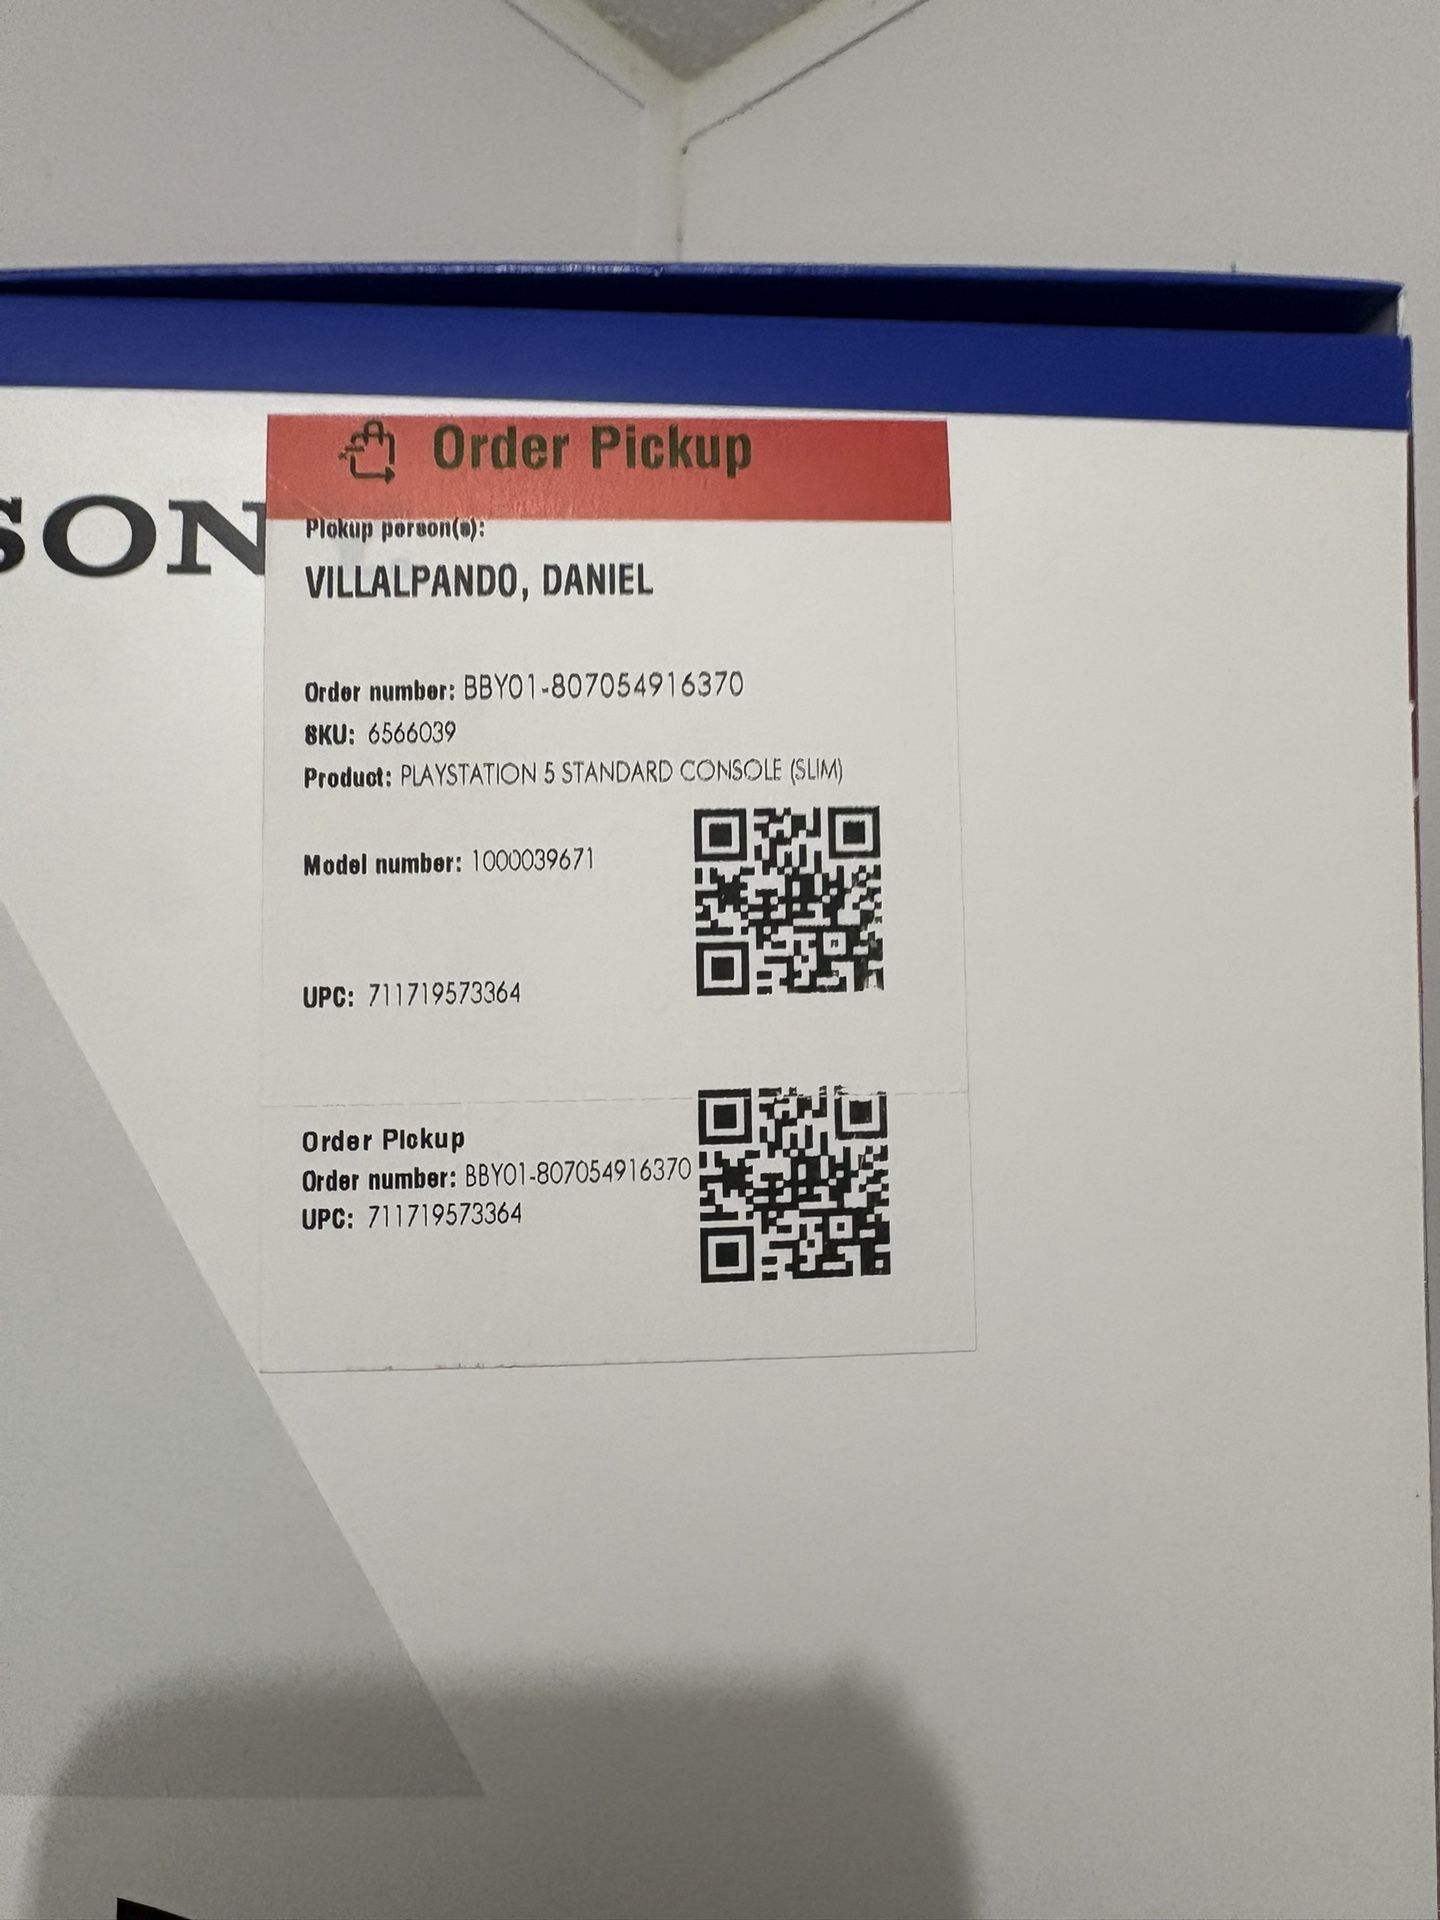 SON
Order Pickup
Pickup person(s):
VILLALPANDO, DANIEL
Order number: BBY01-807054916370
SKU: 6566039
Product: PLAYSTATION 5 STANDARD CONSOLE (SLIM)
Model number: 1000039671
UPC: 711719573364
Order Pickup
Order number: BBY01-807054916370
UPC: 711719573364